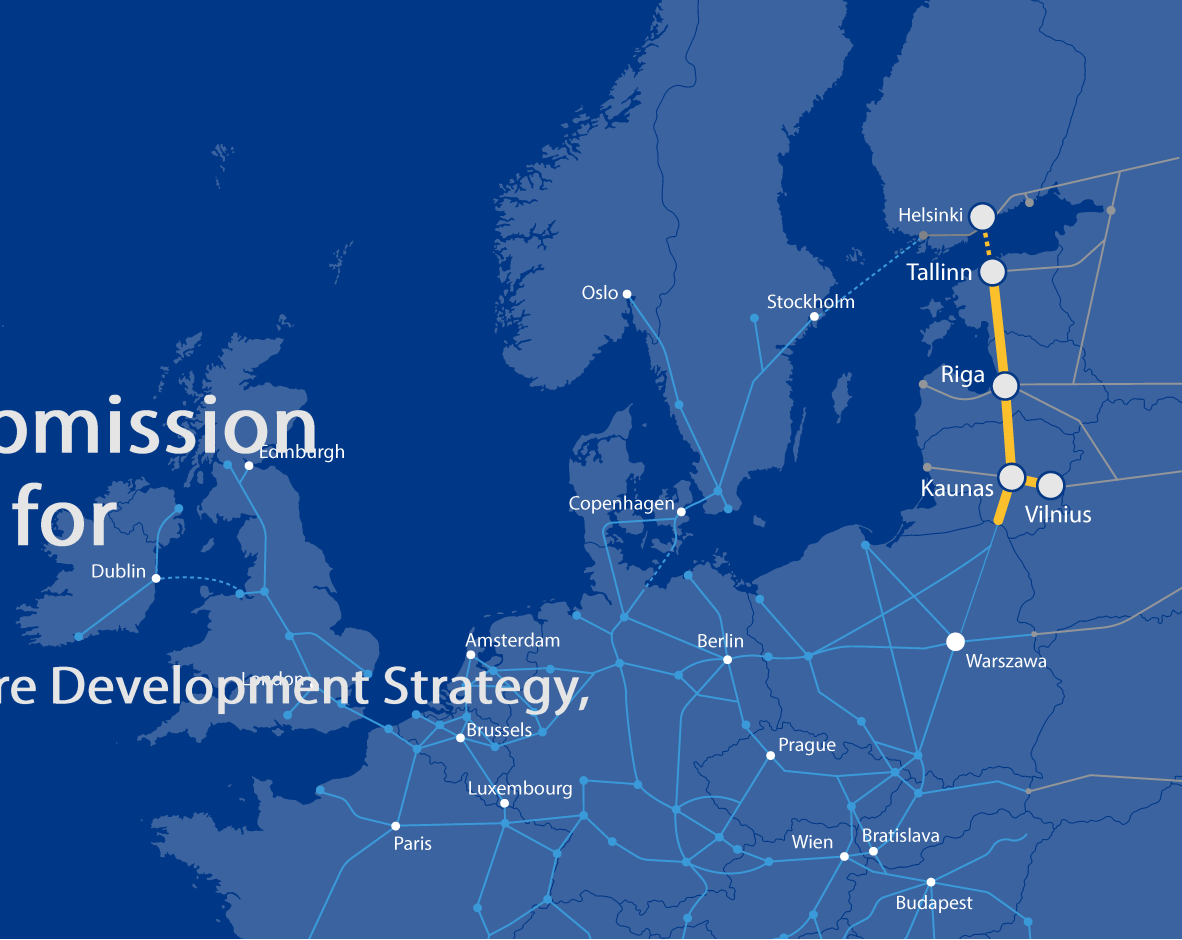 Helsinki
Tallinn
Oslo
Stockholm
Riga
bmission
Edinburgh
Kaunas
Copenhagen
for
Vilnius
Dublin
Amsterdam
Berlin
Warszawa
London
re Development Strategy,
Brussels
Prague
Luxembourg
Paris
Wien
Bratislava
Budapest